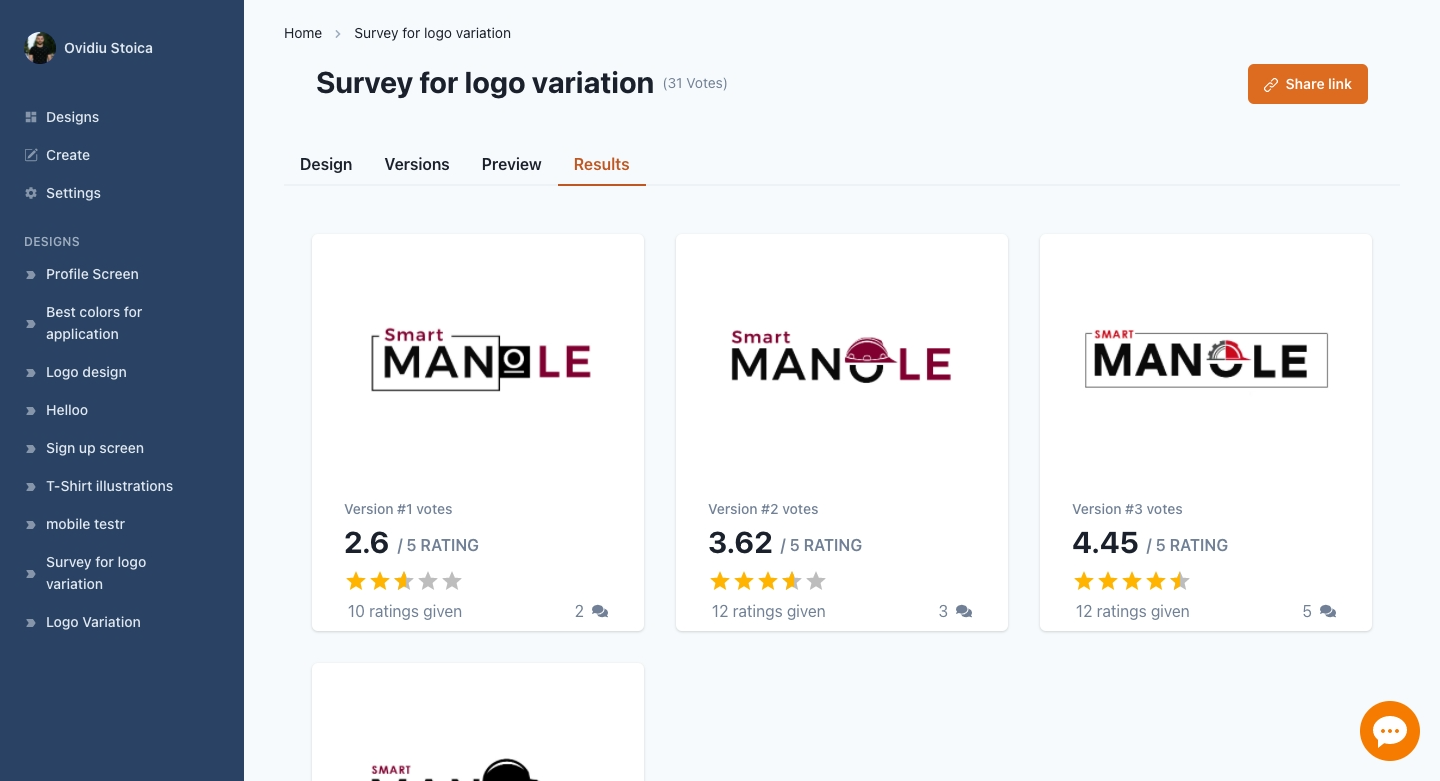 Ovidiu Stoica
Designs
Create
Settings
DESIGNS
Profile Screen
Best colors for
application
Logo design
Helloo
Sign up screen
T-Shirt illustrations
mobile testr
Survey for logo
variation
Logo Variation
Home
Survey for logo variation
Survey for logo variation (31 Votes)
Share link
Design
Versions
Preview
Results
Smart
MANOLE
Version #1 votes
2.6 / 5 RATING
10 ratings given
2
Smart
MANOLE
Version #2 votes
3.62 / 5 RATING
12 ratings given
3
SMART
MANOLE
Version #3 votes
4.45 / 5 RATING
12 ratings given
5
SMART